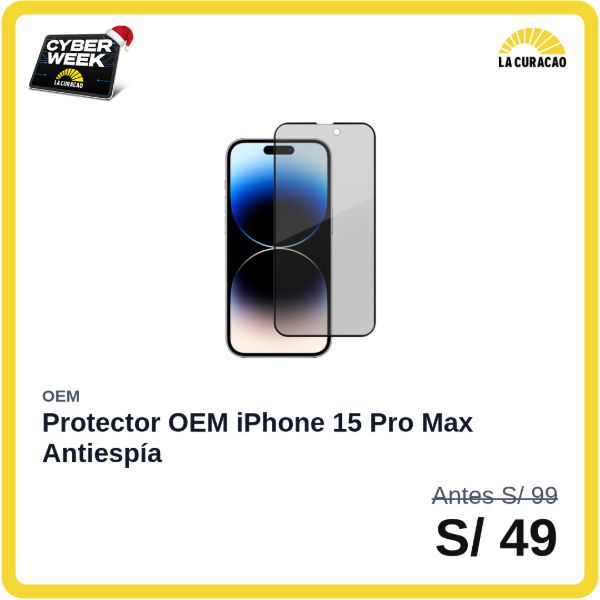 CYBER
WEEK
LA CURACAO
LA CURACAO
OEM
Protector OEM iPhone 15 Pro Max
Antiespía
Antes S/ 99
S/ 49